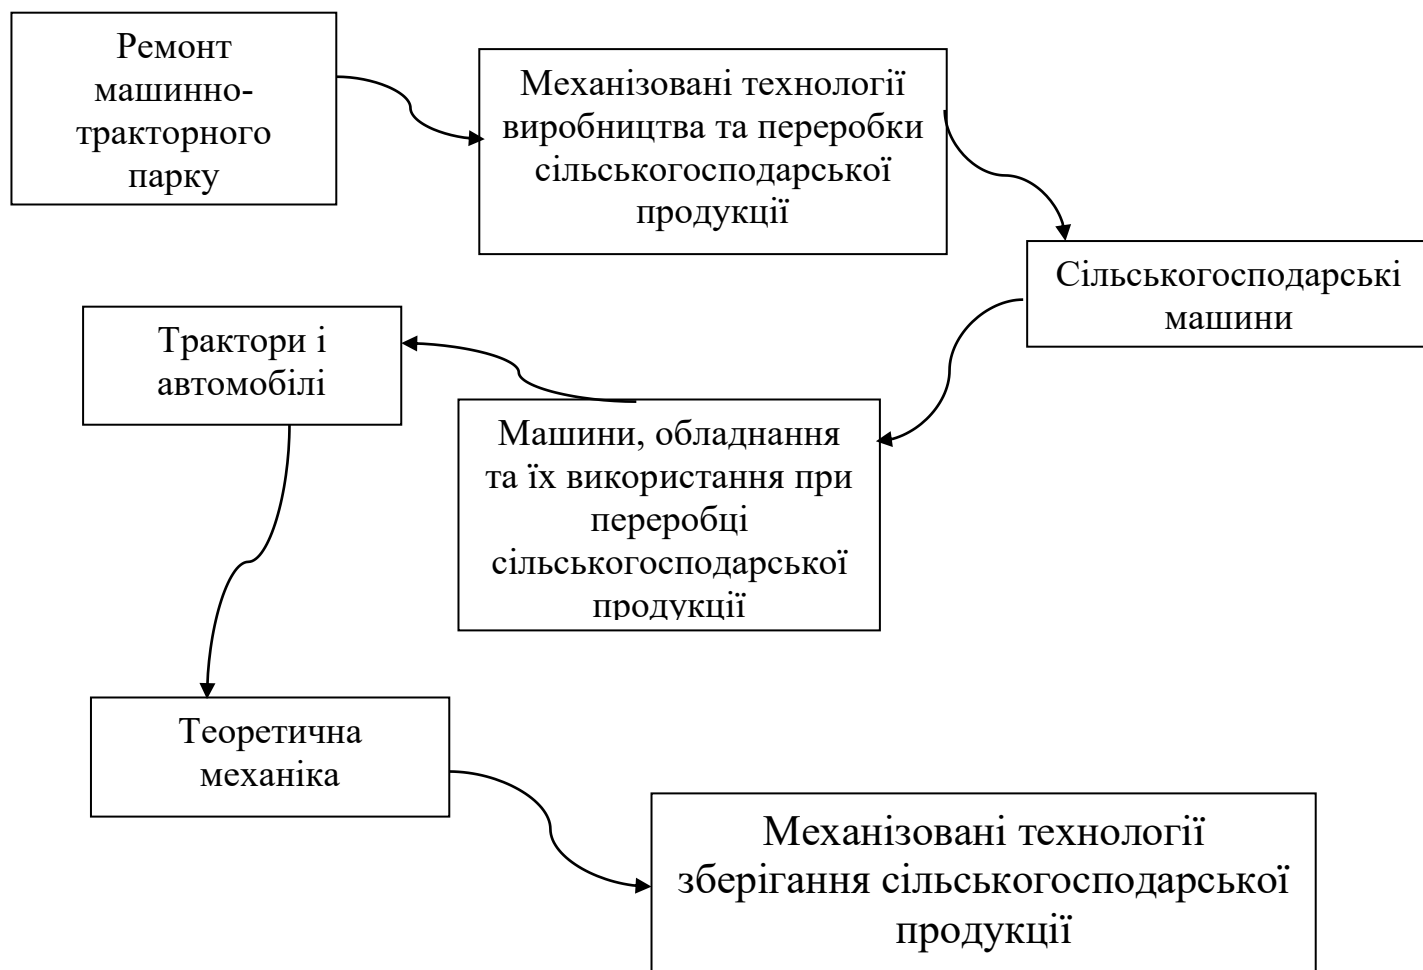 Ремонт
машинно-
тракторного
парку
Механізовані технології
виробництва та переробки
сільськогосподарської
продукції
Сільськогосподарські
машини
Трактори і
автомобілі
Машини, обладнання
та їх використання при
переробці
сільськогосподарської
продукції
Теоретична
механіка
Механізовані технології
зберігання сільськогосподарської
продукції